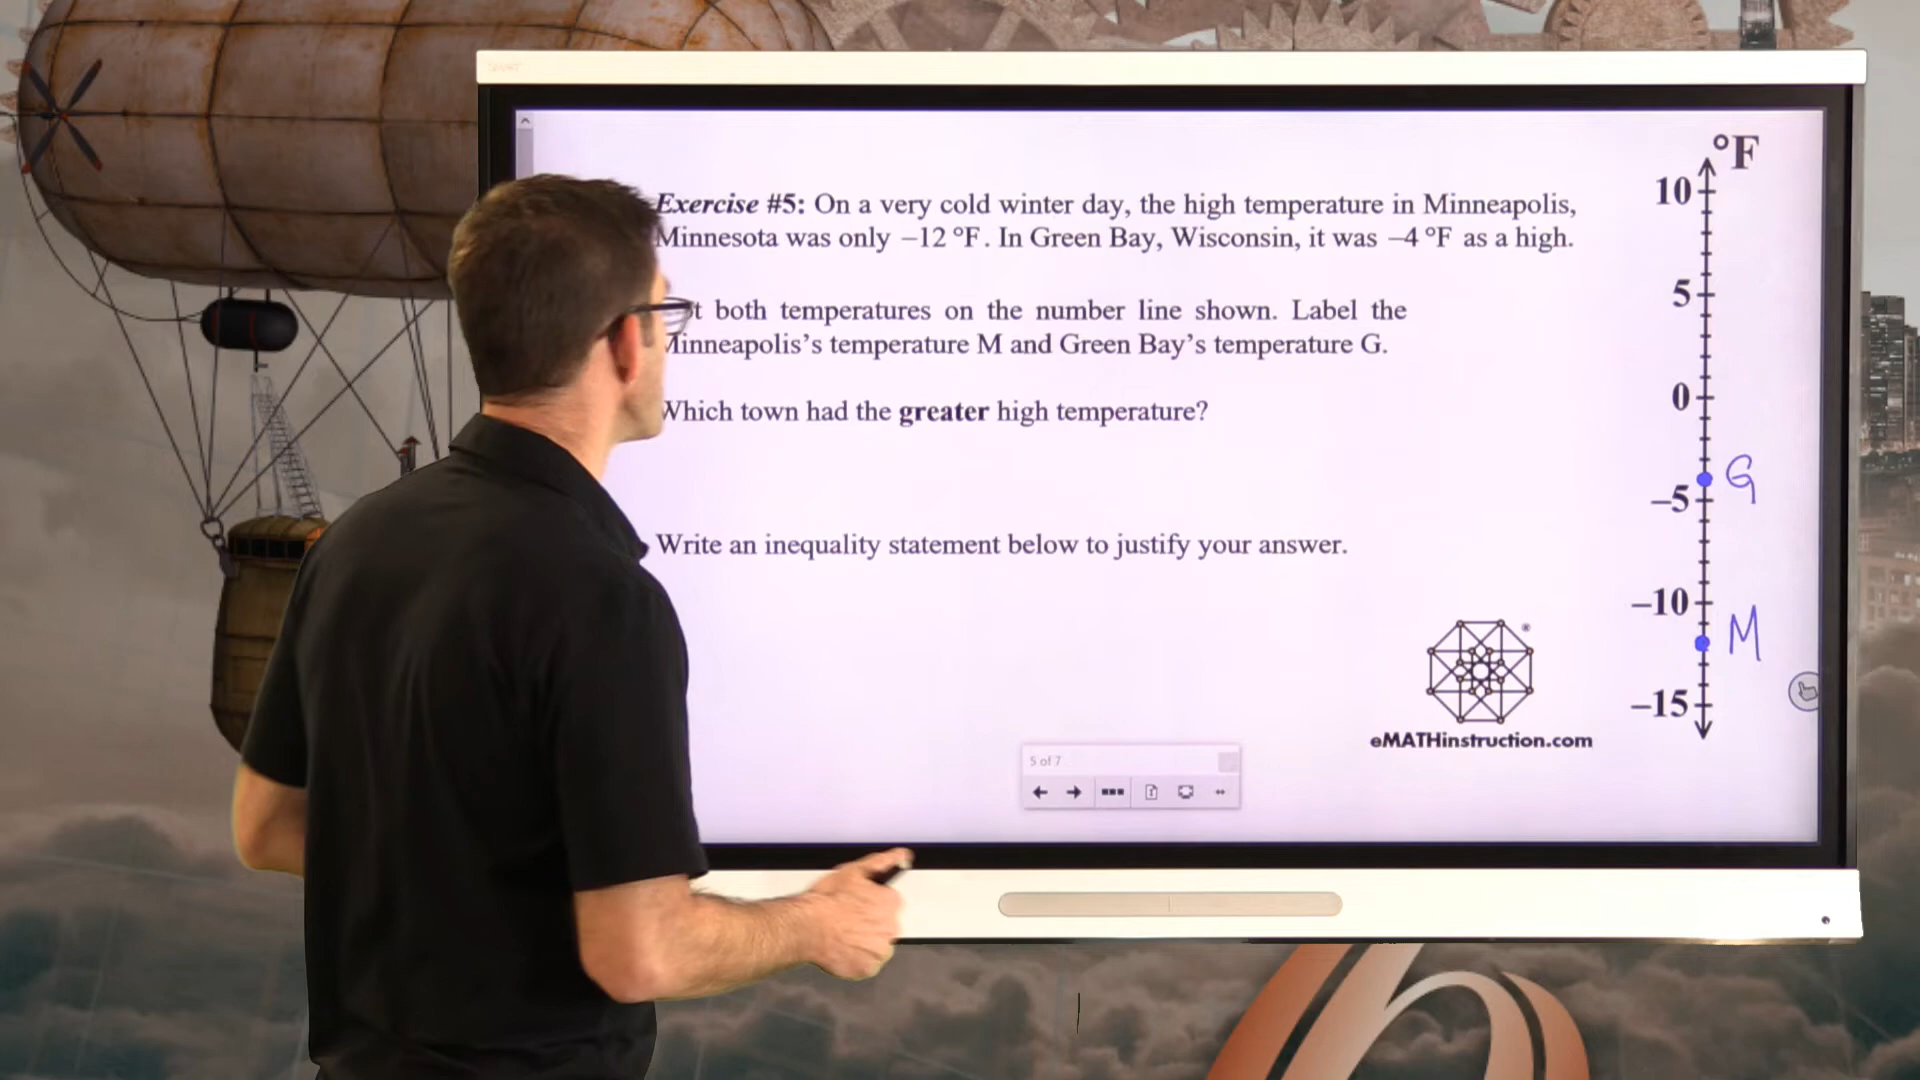 °F
Exercise #5: On a very cold winter day, the high temperature in Minneapolis,
Minnesota was only −12 °F. In Green Bay, Wisconsin, it was −4 °F as a high.
both temperatures on the number line shown. Label the
Minneapolis's temperature M and Green Bay's temperature G.
Which town had the greater high temperature?
Write an inequality statement below to justify your answer.
10
5
0
−5
−10
−15
G
M
®
eMATHinstruction.com
5 of 7